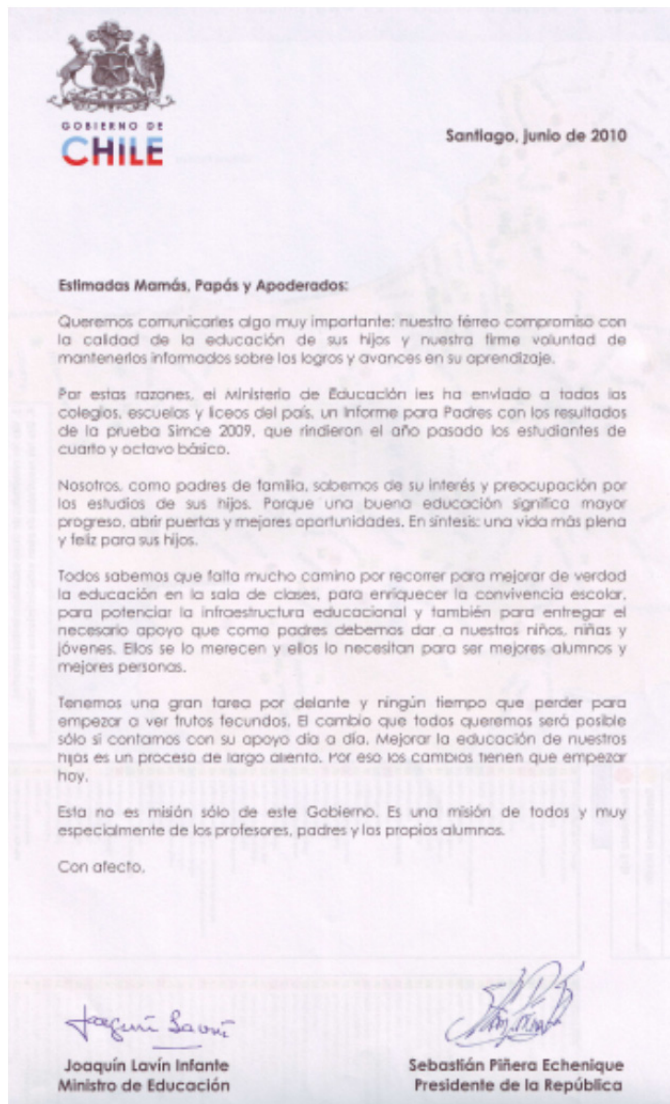 GOBIERNO DE
CHILE
Santiago, junio de 2010
Estimadas Mamás, Papás y Apoderados:
Queremos comunicarles algo muy importante: nuestro férreo compromiso con
la calidad de la educación de sus hijos y nuestra firme voluntad de
mantenerlos informados sobre los logros y avances en su aprendizaje.
Por estas razones, el Ministerio de Educación les ha enviado a todos los
colegios, escuelas y liceos del país, un Informe para Padres con los resultados
de la prueba Simce 2009, que rindieron el año pasado los estudiantes de
cuarto y octavo básico.
Nosotros, como padres de familia, sabemos de su interés y preocupación por
los estudios de sus hijos. Porque una buena educación significa mayor
progreso, abrir puertas y mejores oportunidades. En síntesis: una vida más plena
y feliz para sus hijos.
Todos sabemos que falta mucho camino por recorrer para mejorar de verdad
la educación en la sala de clases, para enriquecer la convivencia escolar,
para potenciar la infraestructura educacional y también para entregar el
necesario apoyo que como padres debemos dar a nuestros niños, niñas y
jóvenes. Ellos se lo merecen y ellos lo necesitan para ser mejores alumnos y
mejores personas.
Tenemos una gran tarea por delante y ningún tiempo que perder para
empezar a ver frutos fecundos. El cambio que todos queremos será posible
sólo si contamos con su apoyo día a día. Mejorar la educación de nuestros
hijos es un proceso de largo aliento. Por eso los cambios tienen que empezar
hoy.
Esta no es misión sólo de este Gobierno. Es una misión de todos y muy
especialmente de los profesores, padres y los propios alumnos.
Con afecto,
Joaquín Lavín
Joaquín Lavín Infante
Ministro de Educación
Sebastián Piñera Echenique
Presidente de la República